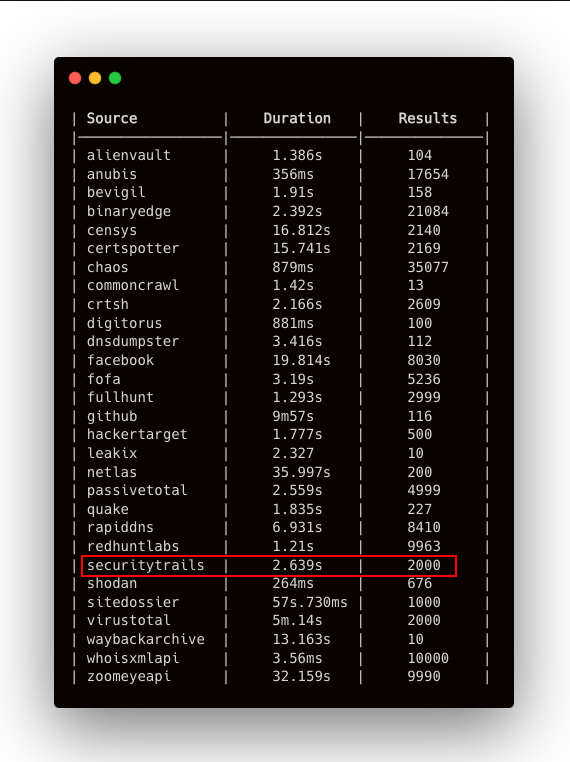 | Source | Duration | Results |
| alienvault | 1.386s | 104 |
| anubis | 356ms | 17654 |
| bevigil | 1.91s | 158 |
| binaryedge | 2.392s | 21084 |
| censys | 16.812s | 2140 |
| certspotter | 15.741s | 2169 |
| chaos | 879ms | 35077 |
| commoncrawl | 1.42s | 13 |
| crtsh | 2.166s | 2609 |
| digitorus | 881ms | 100 |
| dnsdumpster | 3.416s | 112 |
| facebook | 19.814s | 8030 |
| fofa | 3.19s | 5236 |
| fullhunt | 1.293s | 2999 |
| github | 9m57s | 116 |
| hackertarget | 1.777s | 500 |
| leakix | 2.327 | 10 |
| netlas | 35.997s | 200 |
| passivetotal | 2.559s | 4999 |
| quake | 1.835s | 227 |
| rapiddns | 6.931s | 8410 |
| redhuntlabs | 1.21s | 9963 |
| securitytrails | 2.639s | 2000 |
| shodan | 264ms | 676 |
| sitedossier | 57s.730ms | 1000 |
| virustotal | 5m.14s | 2000 |
| waybackarchive | 13.163s | 10 |
| whoisxmlapi | 3.56ms | 10000 |
| zoomeyeapi | 32.159s | 9990 |